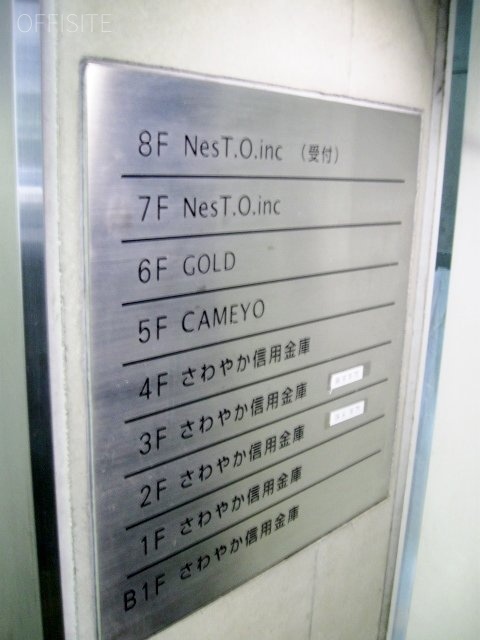 OFFISITE
8F NesT.O.inc （受付）
7F NesT.O.inc
6F GOLD
5F CAMEYO
4F さわやか信用金庫
3F さわやか信用金庫
2F さわやか信用金庫
1F さわやか信用金庫
B1F さわやか信用金庫